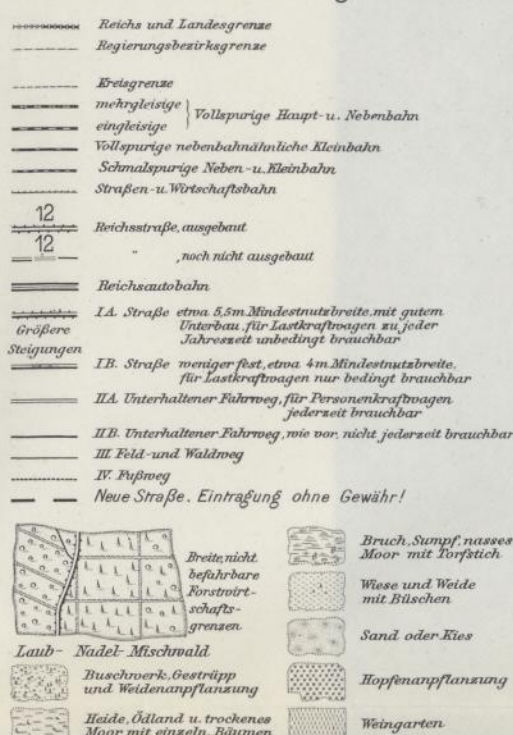 Reichs und Landesgrenze
Regierungsbezirksgrenze
Kreisgrenze
mehrgleisige
eingleisige
Vollspurige Haupt-u. Nebenbahn
Vollspurige nebenbahnähnliche Kleinbahn
Schmalspurige Neben-u. Kleinbahn
Straßen-u. Wirtschaftsbahn
12
Reichsstraße, ausgebaut
12
" , noch nicht ausgebaut
Reichsautobahn
Größere
Steigungen
I A. Straße etwa 5,5m Mindestnutzbreite, mit gutem
Unterbau, für Lastkraftwagen zu jeder
Jahreszeit unbedingt brauchbar
I B. Straße weniger fest, etwa 4m Mindestnutzbreite,
für Lastkraftwagen nur bedingt brauchbar
II A. Unterhaltener Fahrweg, für Personenkraftwagen
jederzeit brauchbar
II B. Unterhaltener Fahrweg, wie vor, nicht jederzeit brauchbar
III. Feld- und Waldweg
IV. Fußweg
Neue Straße. Eintragung ohne Gewähr!
Breite, nicht
befahrbare
Forstwirt-
schafts-
grenzen
Laub- Nadel- Mischwald
Buschwerk, Gestrüpp
und Weidenanpflanzung
Heide, Ödland u. trockenes
Moor mit einzeln. Bäumen
Bruch, Sumpf, nasses
Moor mit Torfstich
Wiese und Weide
mit Büschen
Sand oder Kies
Hopfenanpflanzung
Weingarten